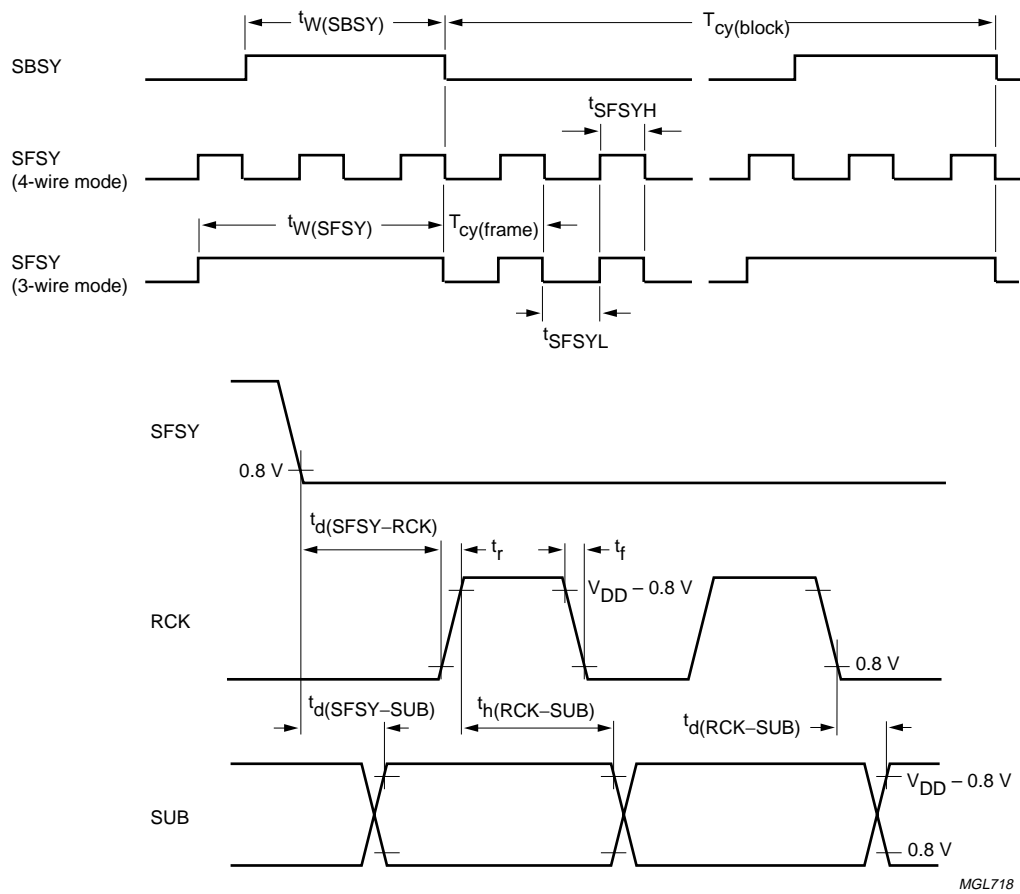 tW(SBSY)
Tcy(block)
SBSY
tSFSYH
SFSY
(4-wire mode)
tW(SFSY)
Tcy(frame)
SFSY
(3-wire mode)
tSFSYL
SFSY
0.8 V
td(SFSY–RCK)
tr
tf
VDD – 0.8 V
RCK
0.8 V
td(SFSY–SUB)
th(RCK–SUB)
td(RCK–SUB)
VDD – 0.8 V
SUB
0.8 V
MGL718